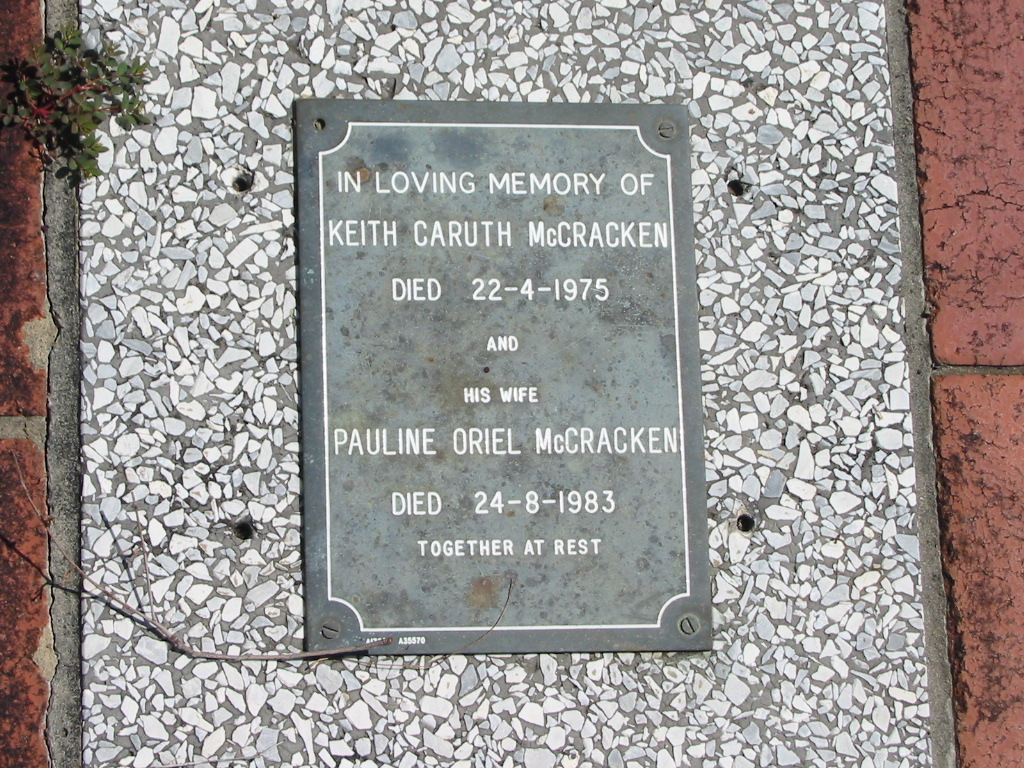 IN LOVING MEMORY OF
KEITH CARUTH McCRACKEN
DIED 22-4-1975
AND
HIS WIFE
PAULINE ORIEL McCRACKEN
DIED 24-8-1983
TOGETHER AT REST
A35570